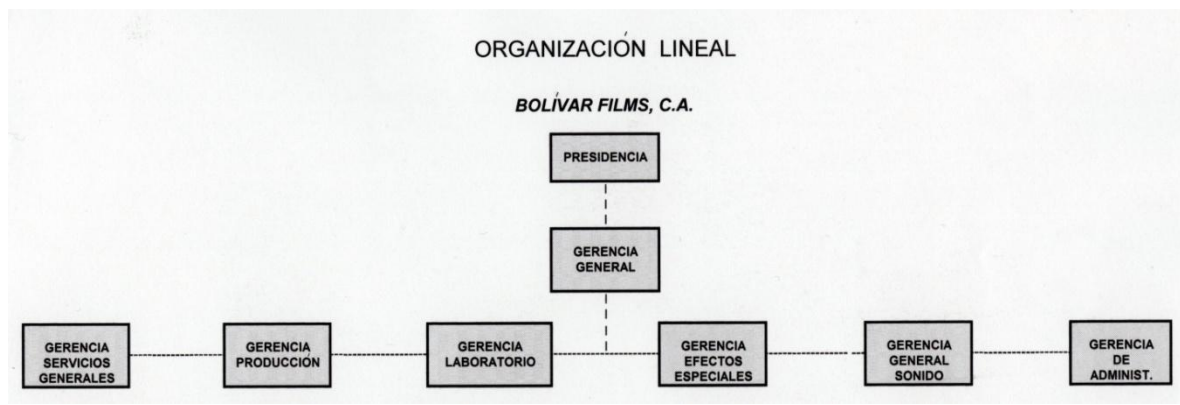 ORGANIZACIÓN LINEAL
BOLÍVAR FILMS, C.A.
PRESIDENCIA
GERENCIA
GENERAL
GERENCIA
SERVICIOS
GENERALES
GERENCIA
PRODUCCIÓN
GERENCIA
LABORATORIO
GERENCIA
EFECTOS
ESPECIALES
GERENCIA
GENERAL
SONIDO
GERENCIA
DE
ADMINIST.